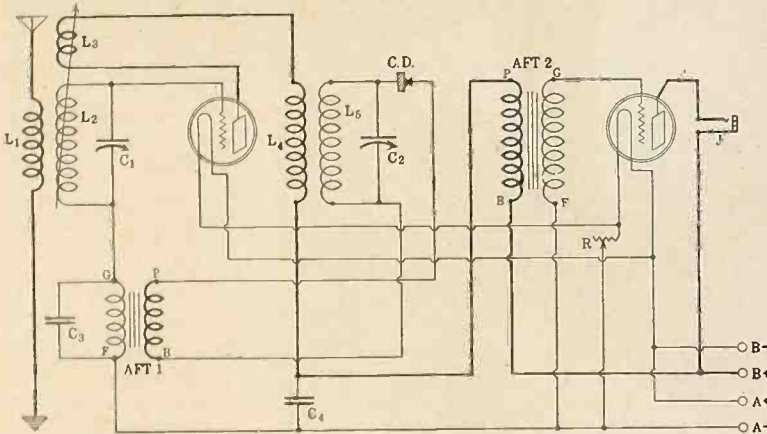 L3
C.D.
AFT 2
P
G
L1
L2
C1
L4
L5
C2
J
B
F
R
G
P
C3
F
B
AFT 1
C4
B-
B+
A+
A-